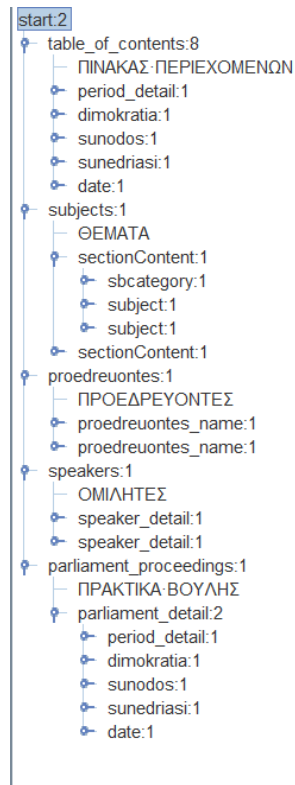 start:2
table_of_contents:8
ΠΙΝΑΚΑΣ·ΠΕΡΙΕΧΟΜΕΝΩΝ
period_detail:1
dimokratia:1
sunodos:1
sunedriasi:1
date:1
subjects:1
ΘΕΜΑΤΑ
sectionContent:1
sbcategory:1
subject:1
subject:1
sectionContent:1
proedreuontes:1
ΠΡΟΕΔΡΕΥΟΝΤΕΣ
proedreuontes_name:1
proedreuontes_name:1
speakers:1
ΟΜΙΛΗΤΕΣ
speaker_detail:1
speaker_detail:1
parliament_proceedings:1
ΠΡΑΚΤΙΚΑ·ΒΟΥΛΗΣ
parliament_detail:2
period_detail:1
dimokratia:1
sunodos:1
sunedriasi:1
date:1